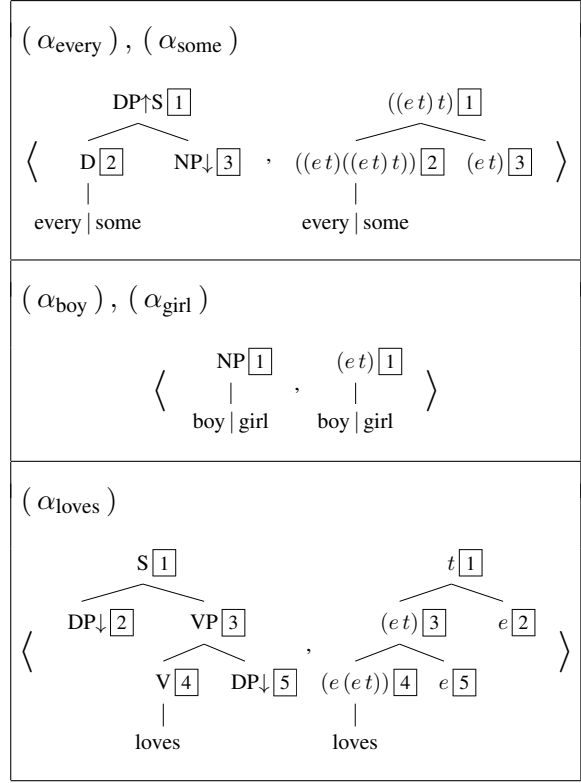 ( α_every ) , ( α_some )
DP↑S 1 ((e t) t) 1
⟨ D 2 NP↓ 3 , ((e t)((e t) t)) 2 (e t) 3 ⟩
every | some every | some
( α_boy ) , ( α_girl )
⟨ NP 1 , (e t) 1 ⟩
boy | girl boy | girl
( α_loves )
S 1 t 1
DP↓ 2 VP 3 (e t) 3 e 2
⟨ , ⟩
V 4 DP↓ 5 (e (e t)) 4 e 5
loves loves